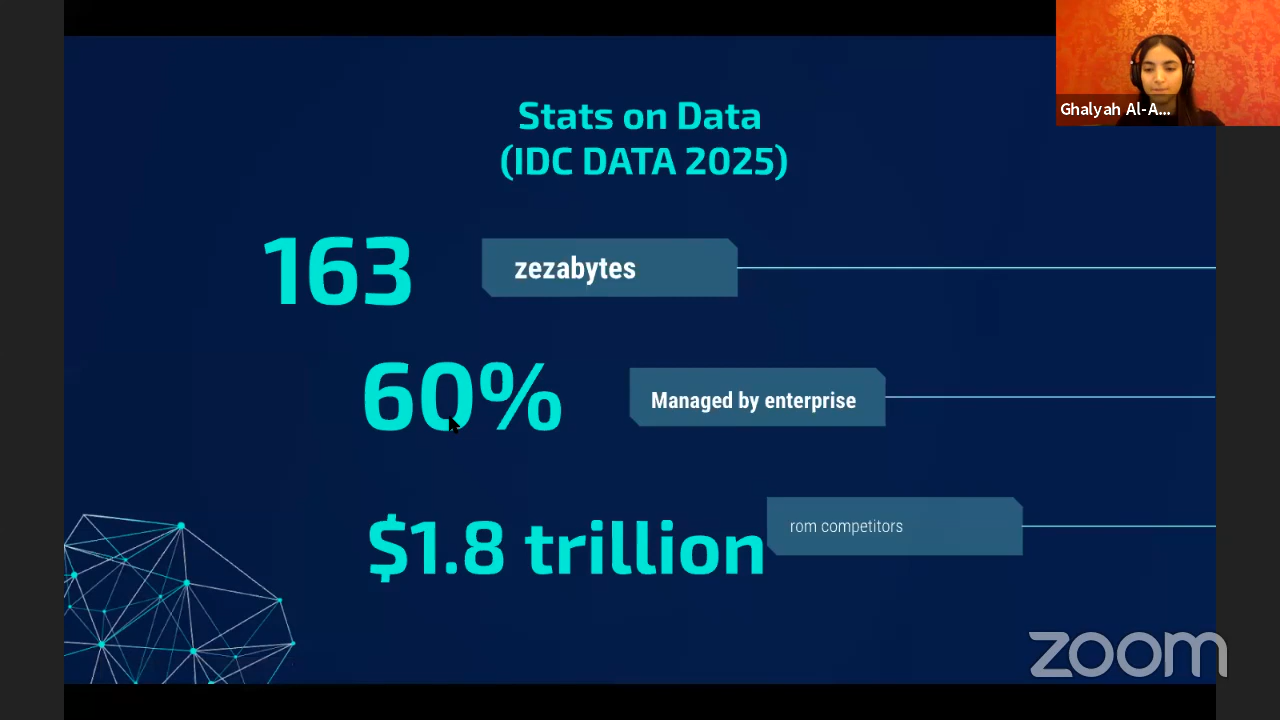 Stats on Data
(IDC DATA 2025)
163
zezabytes
60%
Managed by enterprise
$1.8 trillion
rom competitors
Ghalyah Al-A...
zoom